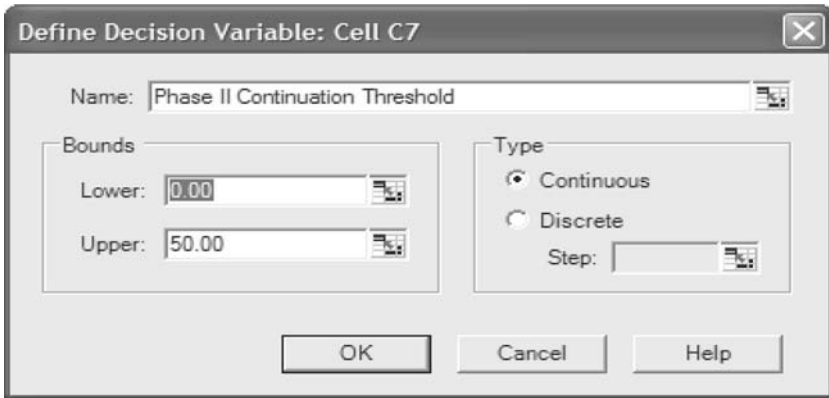 Define Decision Variable: Cell C7
Name: Phase II Continuation Threshold
Bounds
Lower: 0.00
Upper: 50.00
Type
Continuous
Discrete
Step:
OK Cancel Help